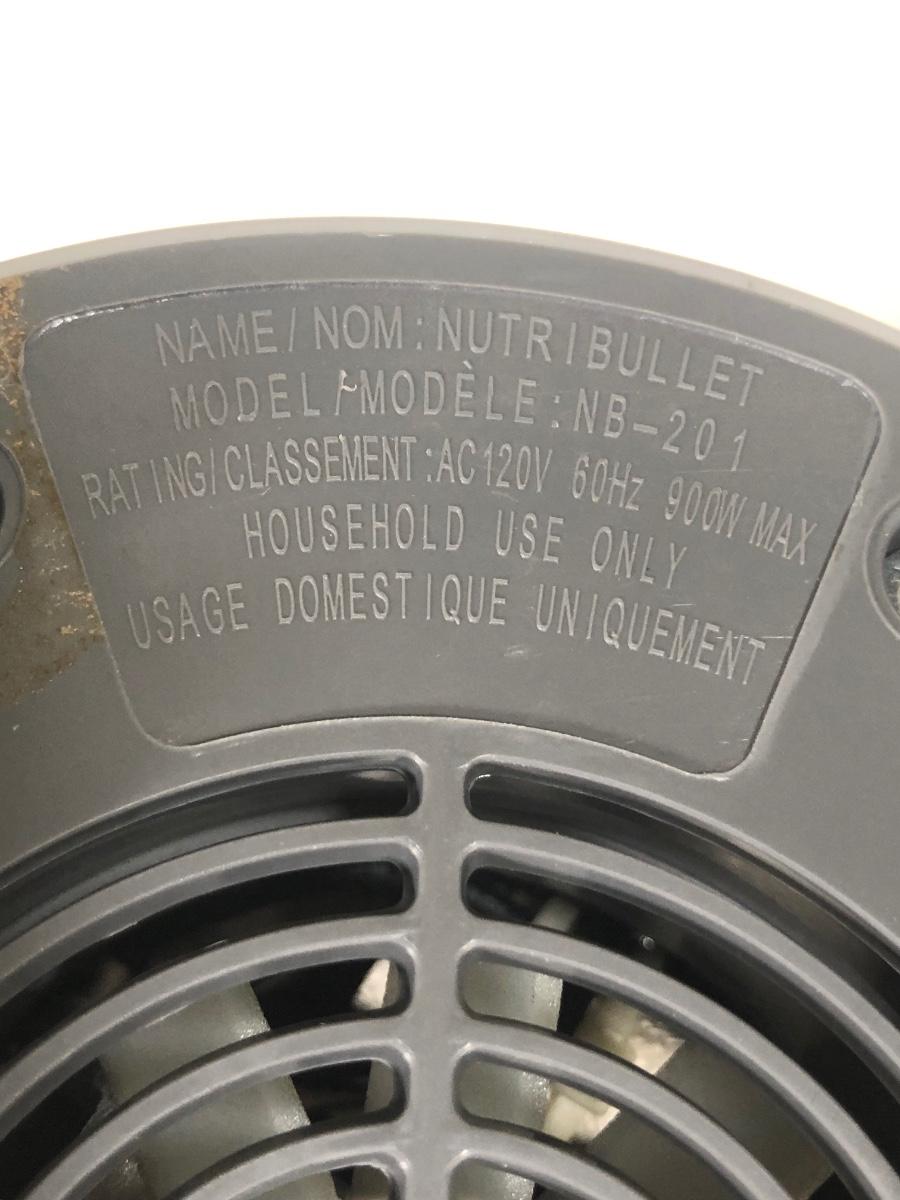 NAME/NOM:NUTRIBULLET
MODEL/MODÈLE:NB-201
RATING/CLASSEMENT:AC120V 60Hz 900W MAX
HOUSEHOLD USE ONLY
USAGE DOMESTIQUE UNIQUEMENT